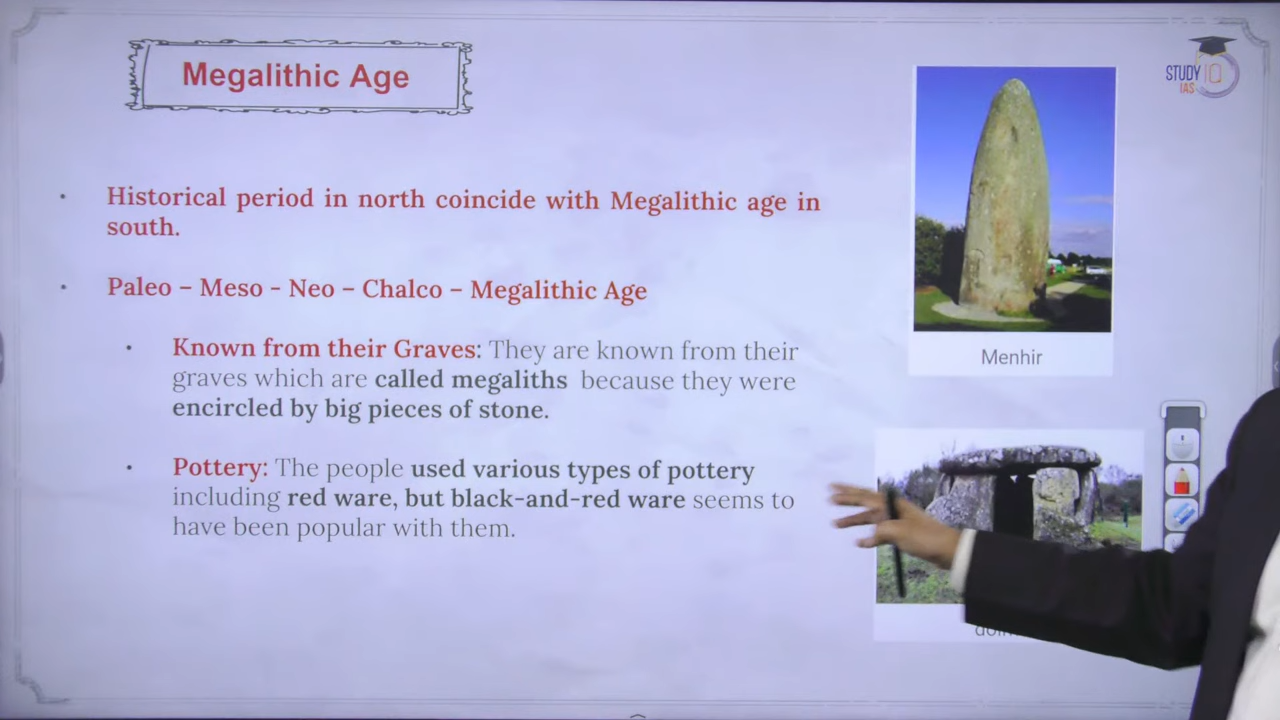 Megalithic Age
STUDY IQ
IAS
Historical period in north coincide with Megalithic age in
south.
Paleo – Meso - Neo – Chalco – Megalithic Age
Known from their Graves: They are known from their
graves which are called megaliths because they were
encircled by big pieces of stone.
Pottery: The people used various types of pottery
including red ware, but black-and-red ware seems to
have been popular with them.
Menhir